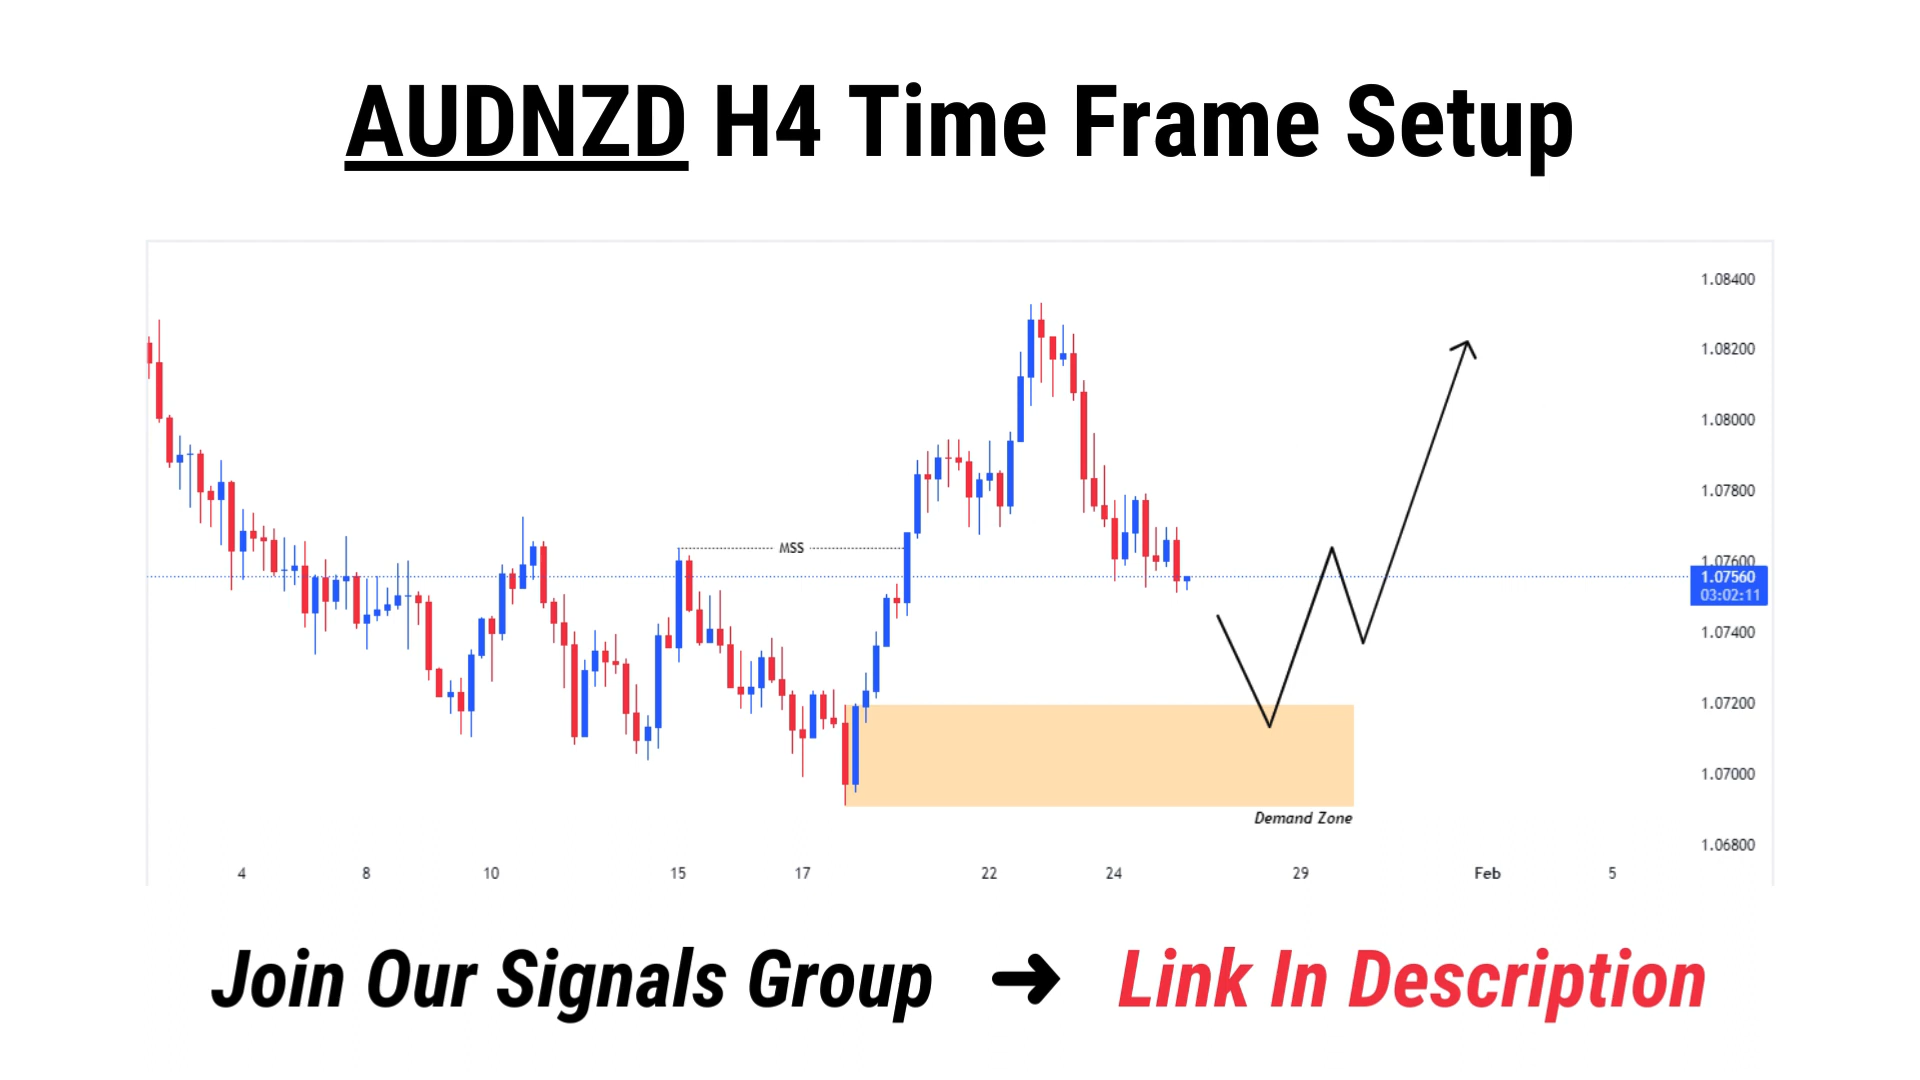 AUDNZD H4 Time Frame Setup
1.08400
1.08200
1.08000
1.07800
MSS
1.07600
1.07560
03:02:11
1.07400
1.07200
1.07000
Demand Zone
1.06800
4 8 10 15 17 22 24 29 Feb 5
Join Our Signals Group ➜ Link In Description